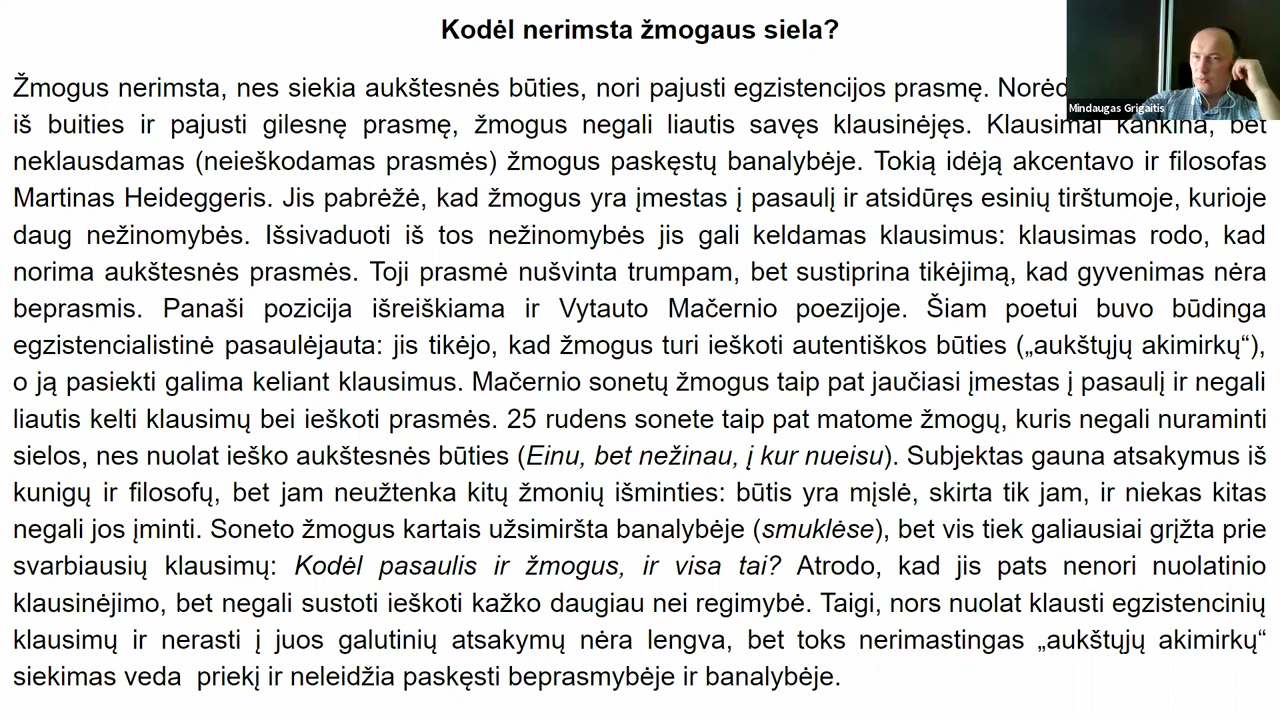 Kodėl nerimsta žmogaus siela?
Žmogus nerimsta, nes siekia aukštesnės būties, nori pajusti egzistencijos prasmę.
Mindaugas Grigaitis
iš buities ir pajusti gilesnę prasmę, žmogus negali liautis savęs klausinėjęs. Klausimai kankina, bet
neklausdamas (neieškodamas prasmės) žmogus paskęstų banalybėje. Tokią idėją akcentavo ir filosofas
Martinas Heideggeris. Jis pabrėžė, kad žmogus yra įmestas į pasaulį ir atsidūręs esinių tirštumoje, kurioje
daug nežinomybės. Išsivaduoti iš tos nežinomybės jis gali keldamas klausimus: klausimas rodo, kad
norima aukštesnės prasmės. Toji prasmė nušvinta trumpam, bet sustiprina tikėjimą, kad gyvenimas nėra
beprasmis. Panaši pozicija išreiškiama ir Vytauto Mačernio poezijoje. Šiam poetui buvo būdinga
egzistencialistinė pasaulėjauta: jis tikėjo, kad žmogus turi ieškoti autentiškos būties („aukštųjų akimirkų“),
o ją pasiekti galima keliant klausimus. Mačernio sonetų žmogus taip pat jaučiasi įmestas į pasaulį ir negali
liautis kelti klausimų bei ieškoti prasmės. 25 rudens sonete taip pat matome žmogų, kuris negali nuraminti
sielos, nes nuolat ieško aukštesnės būties (Einu, bet nežinau, į kur nueisu). Subjektas gauna atsakymus iš
kunigų ir filosofų, bet jam neužtenka kitų žmonių išminties: būtis yra mįslė, skirta tik jam, ir niekas kitas
negali jos įminti. Soneto žmogus kartais užsimiršta banalybėje (smuklėse), bet vis tiek galiausiai grįžta prie
svarbiausių klausimų: Kodėl pasaulis ir žmogus, ir visa tai? Atrodo, kad jis pats nenori nuolatinio
klausinėjimo, bet negali sustoti ieškoti kažko daugiau nei regimybė. Taigi, nors nuolat klausti egzistencinių
klausimų ir nerasti į juos galutinių atsakymų nėra lengva, bet toks nerimastingas „aukštųjų akimirkų“
siekimas veda priekį ir neleidžia paskęsti beprasmybėje ir banalybėje.